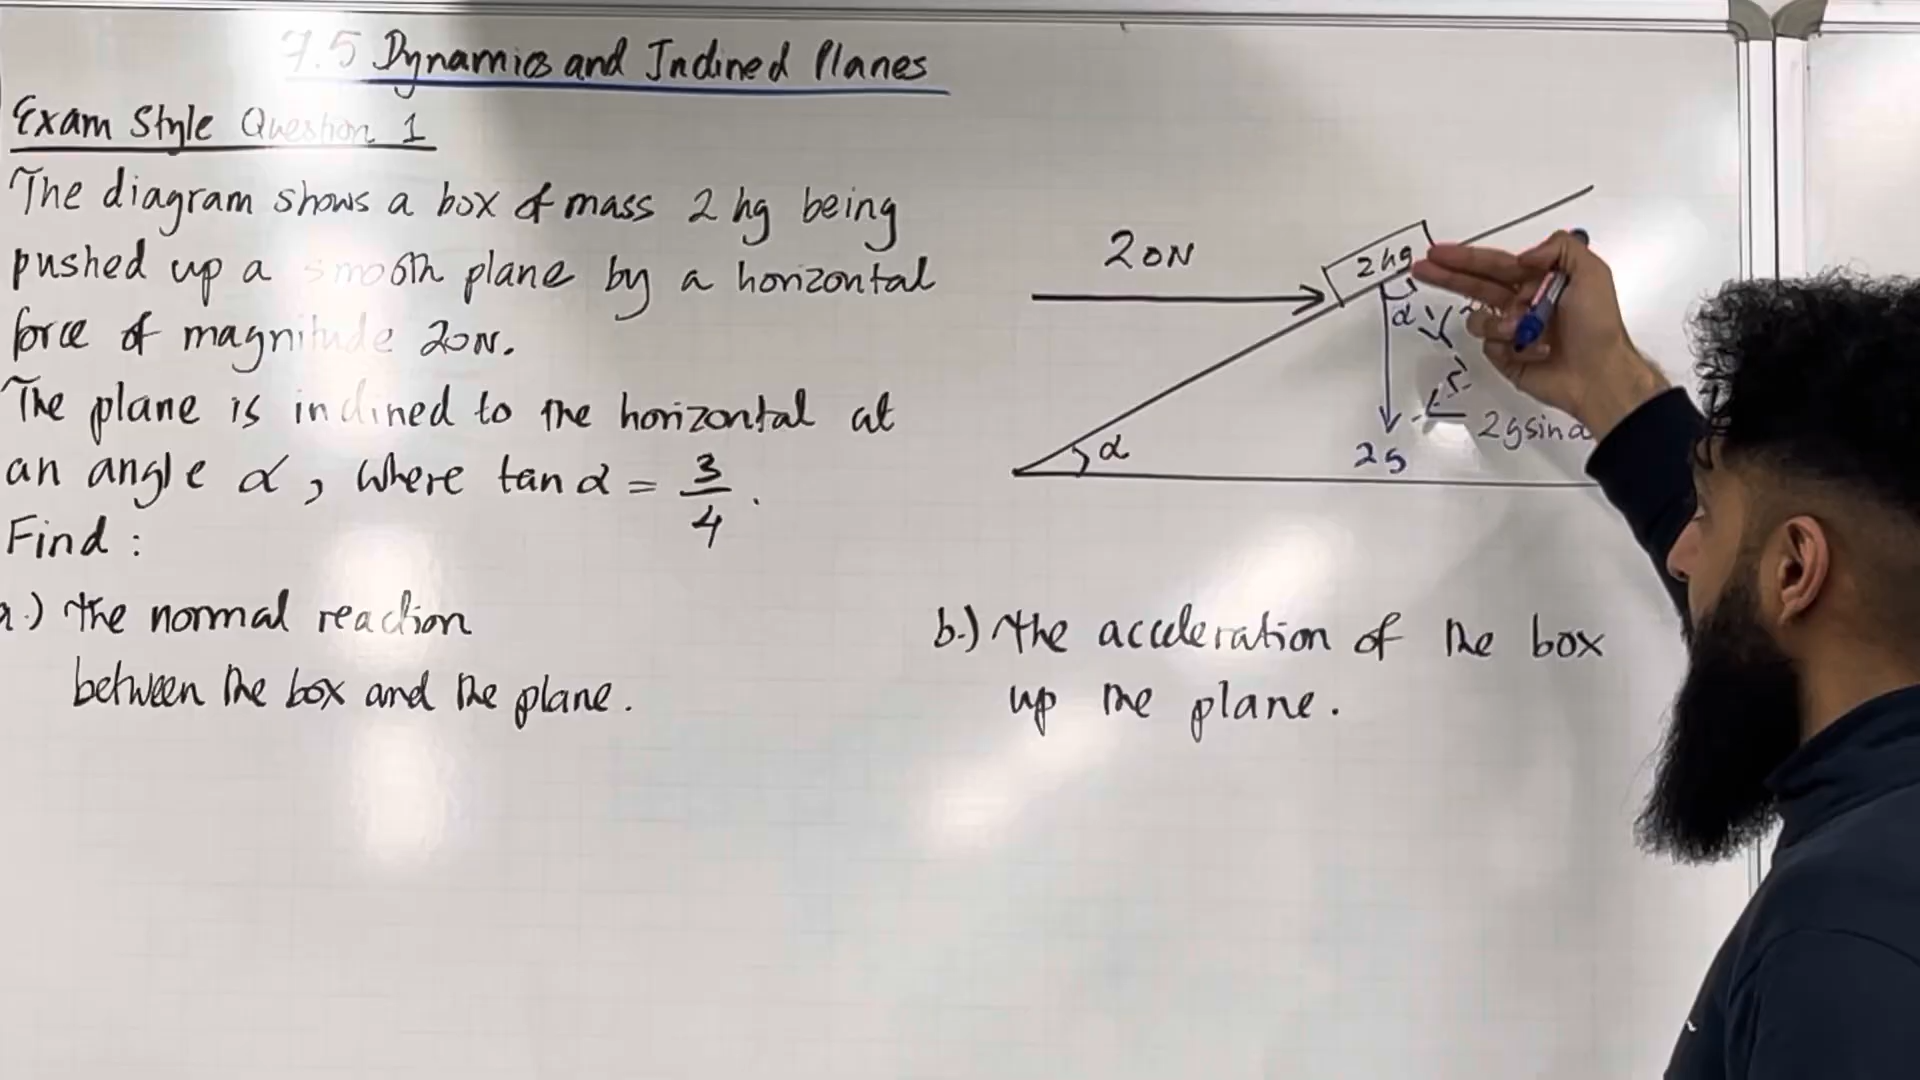 7.5 Dynamics and Inclined Planes
Exam Style Question 1
The diagram shows a box of mass 2 kg being
pushed up a smooth plane by a horizontal
force of magnitude 20N.
The plane is inclined to the horizontal at
an angle α, where tan α = 3/4.
Find:
a.) the normal reaction
between the box and the plane.
b.) the acceleration of the box
up the plane.
20N
2kg
α
2g sin α
α
2g